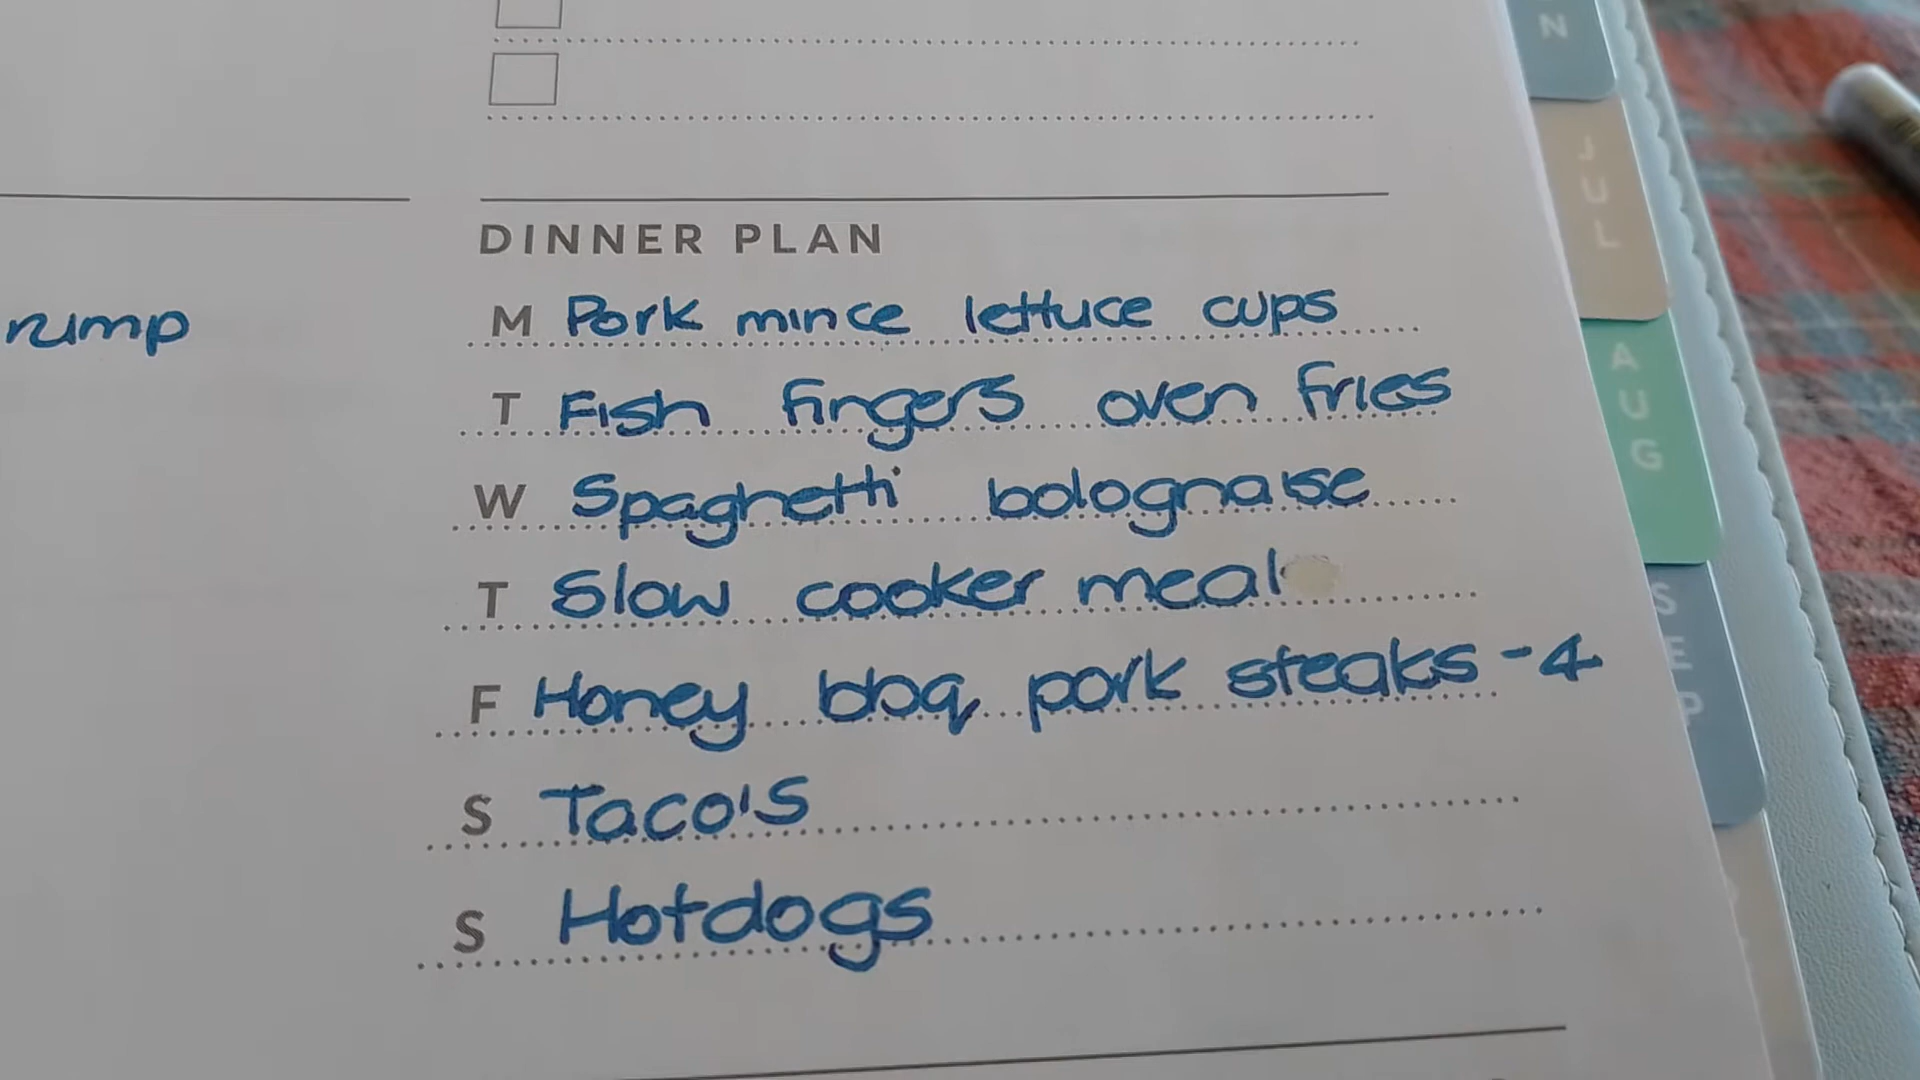 DINNER PLAN
rump
M Pork mince lettuce cups
T Fish fingers oven fries
W Spaghetti bolognaise
T Slow cooker meal
F Honey bbq pork steaks - 4
S Taco's
S Hotdogs
N
JUL
AUG
SEP